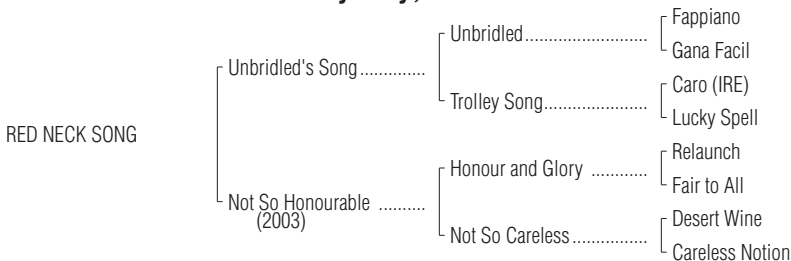 Fappiano
Unbridled..............................
Gana Facil
Unbridled's Song..............
Caro (IRE)
Trolley Song.........................
Lucky Spell
RED NECK SONG
Relaunch
Honour and Glory ............
Fair to All
Not So Honourable ..........
(2003)
Desert Wine
Not So Careless..................
Careless Notion